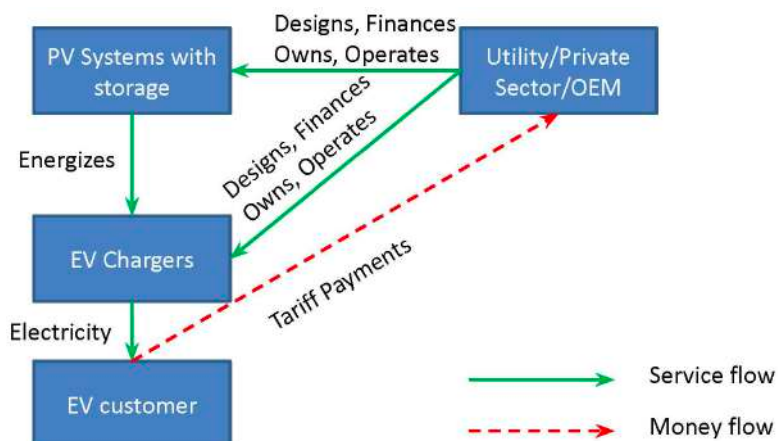 Designs, Finances
Owns, Operates
PV Systems with
storage
Utility/Private
Sector/OEM
Energizes
Designs, Finances
Owns, Operates
EV Chargers
Tariff Payments
Electricity
EV customer
Service flow
Money flow